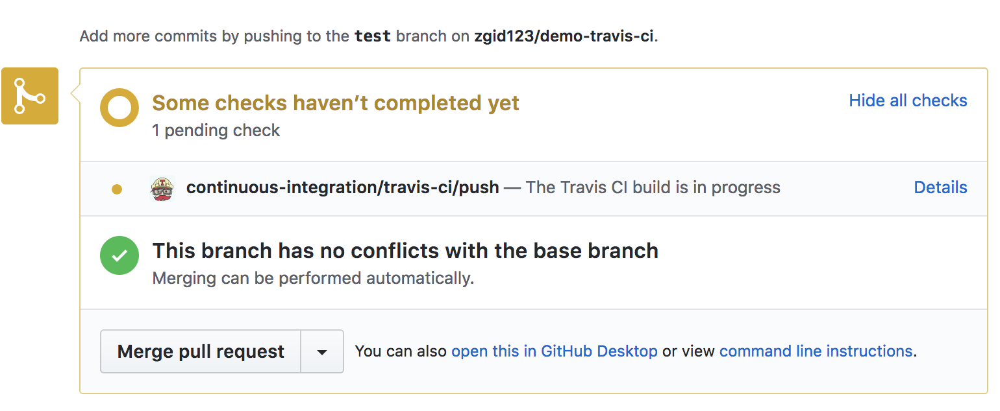 Add more commits by pushing to the test branch on zgid123/demo-travis-ci.
Some checks haven’t completed yet
Hide all checks
1 pending check
T
continuous-integration/travis-ci/push — The Travis CI build is in progress
Details
This branch has no conflicts with the base branch
Merging can be performed automatically.
Merge pull request
You can also open this in GitHub Desktop or view command line instructions.